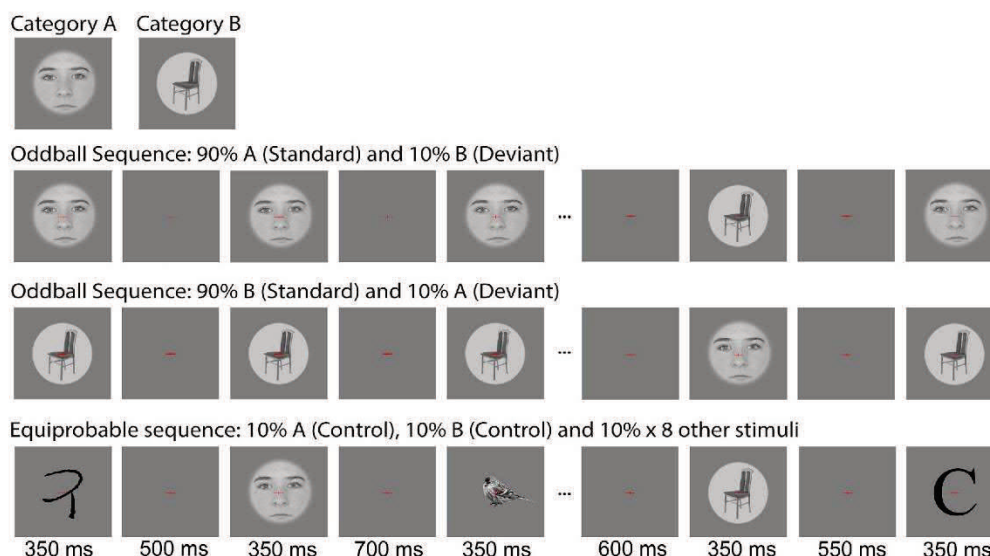 Category A Category B
Oddball Sequence: 90% A (Standard) and 10% B (Deviant)
...
Oddball Sequence: 90% B (Standard) and 10% A (Deviant)
...
Equiprobable sequence: 10% A (Control), 10% B (Control) and 10% x 8 other stimuli
... C
350 ms 500 ms 350 ms 700 ms 350 ms 600 ms 350 ms 550 ms 350 ms